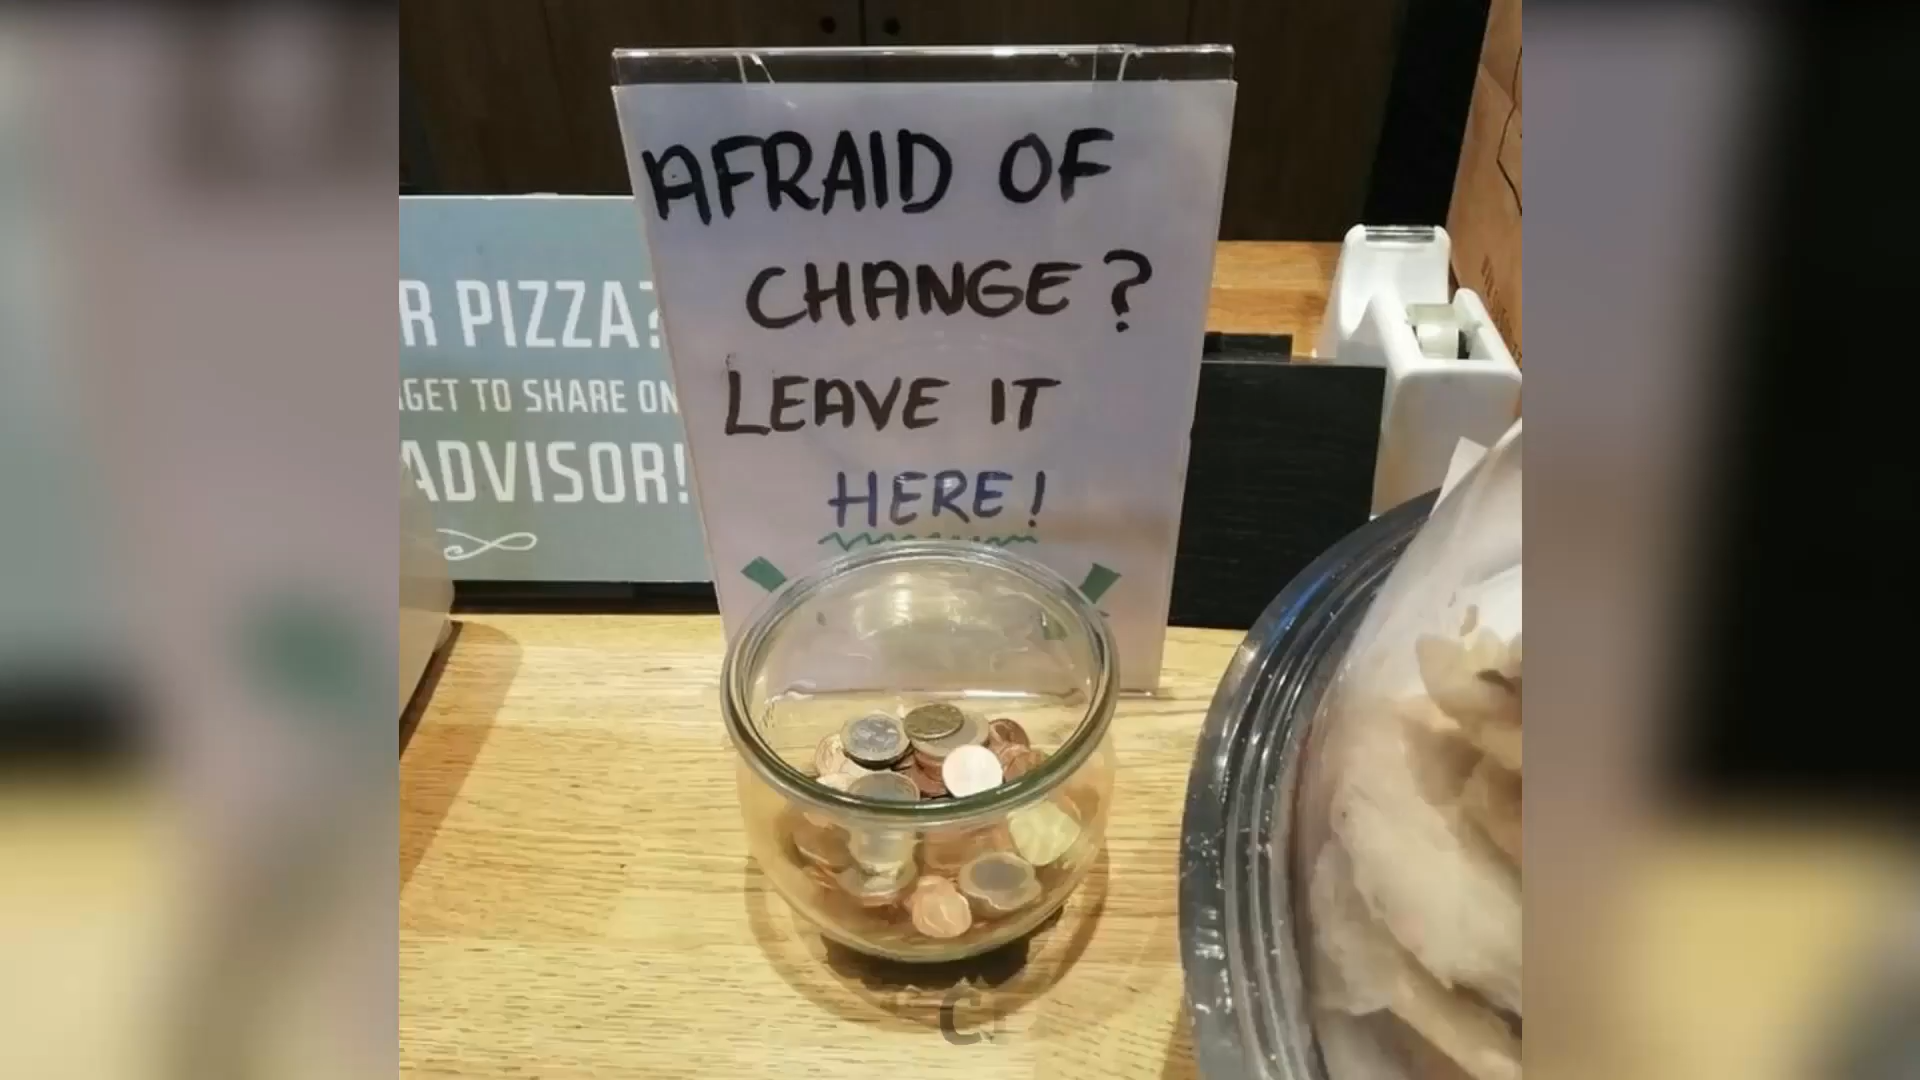 AFRAID OF
CHANGE?
LEAVE IT
HERE!
R PIZZA?
GET TO SHARE ON
ADVISOR!